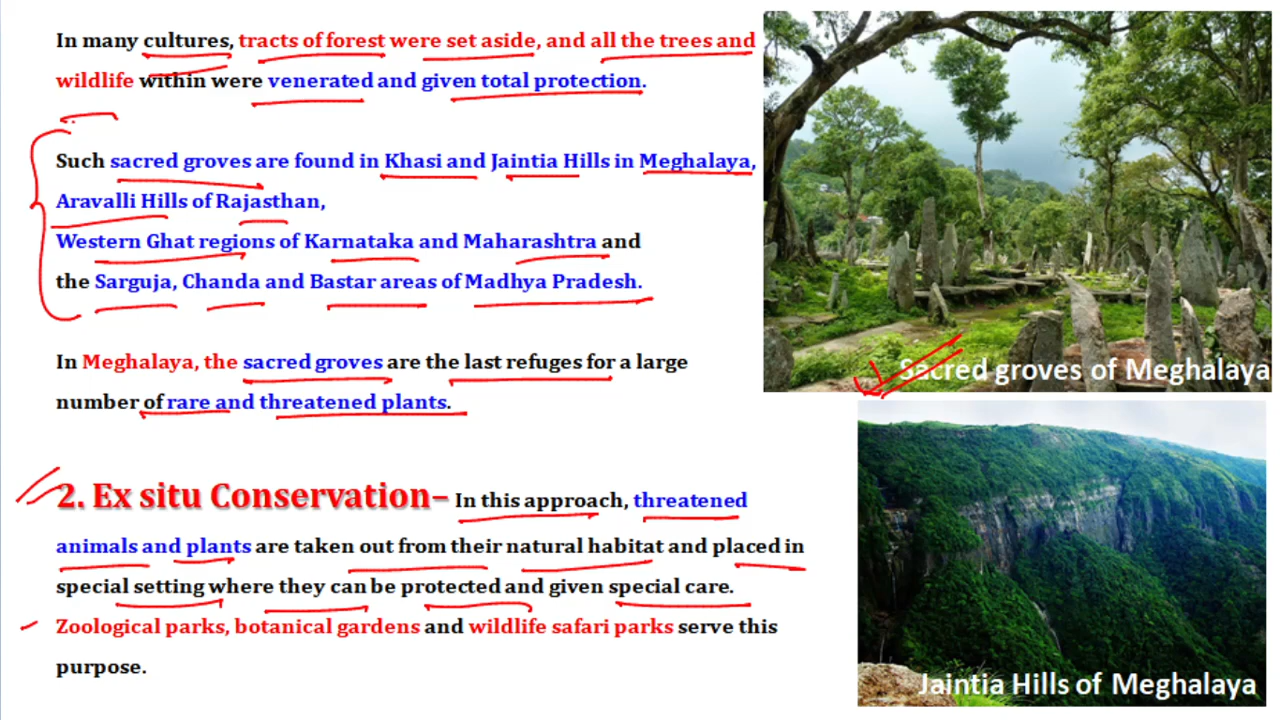 In many cultures, tracts of forest were set aside, and all the trees and
wildlife within were venerated and given total protection.
Such sacred groves are found in Khasi and Jaintia Hills in Meghalaya,
Aravalli Hills of Rajasthan,
Western Ghat regions of Karnataka and Maharashtra and
the Sarguja, Chanda and Bastar areas of Madhya Pradesh.
In Meghalaya, the sacred groves are the last refuges for a large
number of rare and threatened plants.
2. Ex situ Conservation– In this approach, threatened
animals and plants are taken out from their natural habitat and placed in
special setting where they can be protected and given special care.
Zoological parks, botanical gardens and wildlife safari parks serve this
purpose.
Sacred groves of Meghalaya
Jaintia Hills of Meghalaya